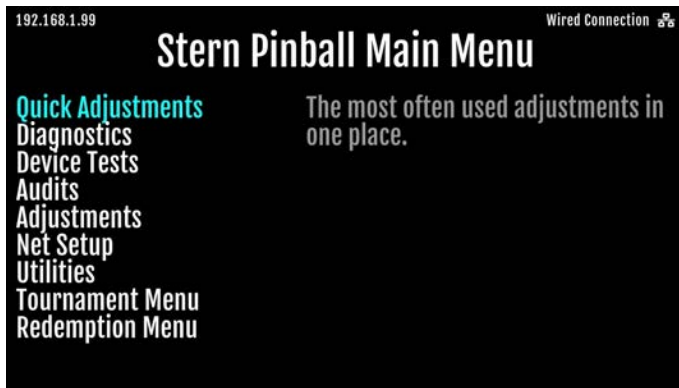 192.168.1.99
Wired Connection
Stern Pinball Main Menu
Quick Adjustments
Diagnostics
Device Tests
Audits
Adjustments
Net Setup
Utilities
Tournament Menu
Redemption Menu
The most often used adjustments in
one place.